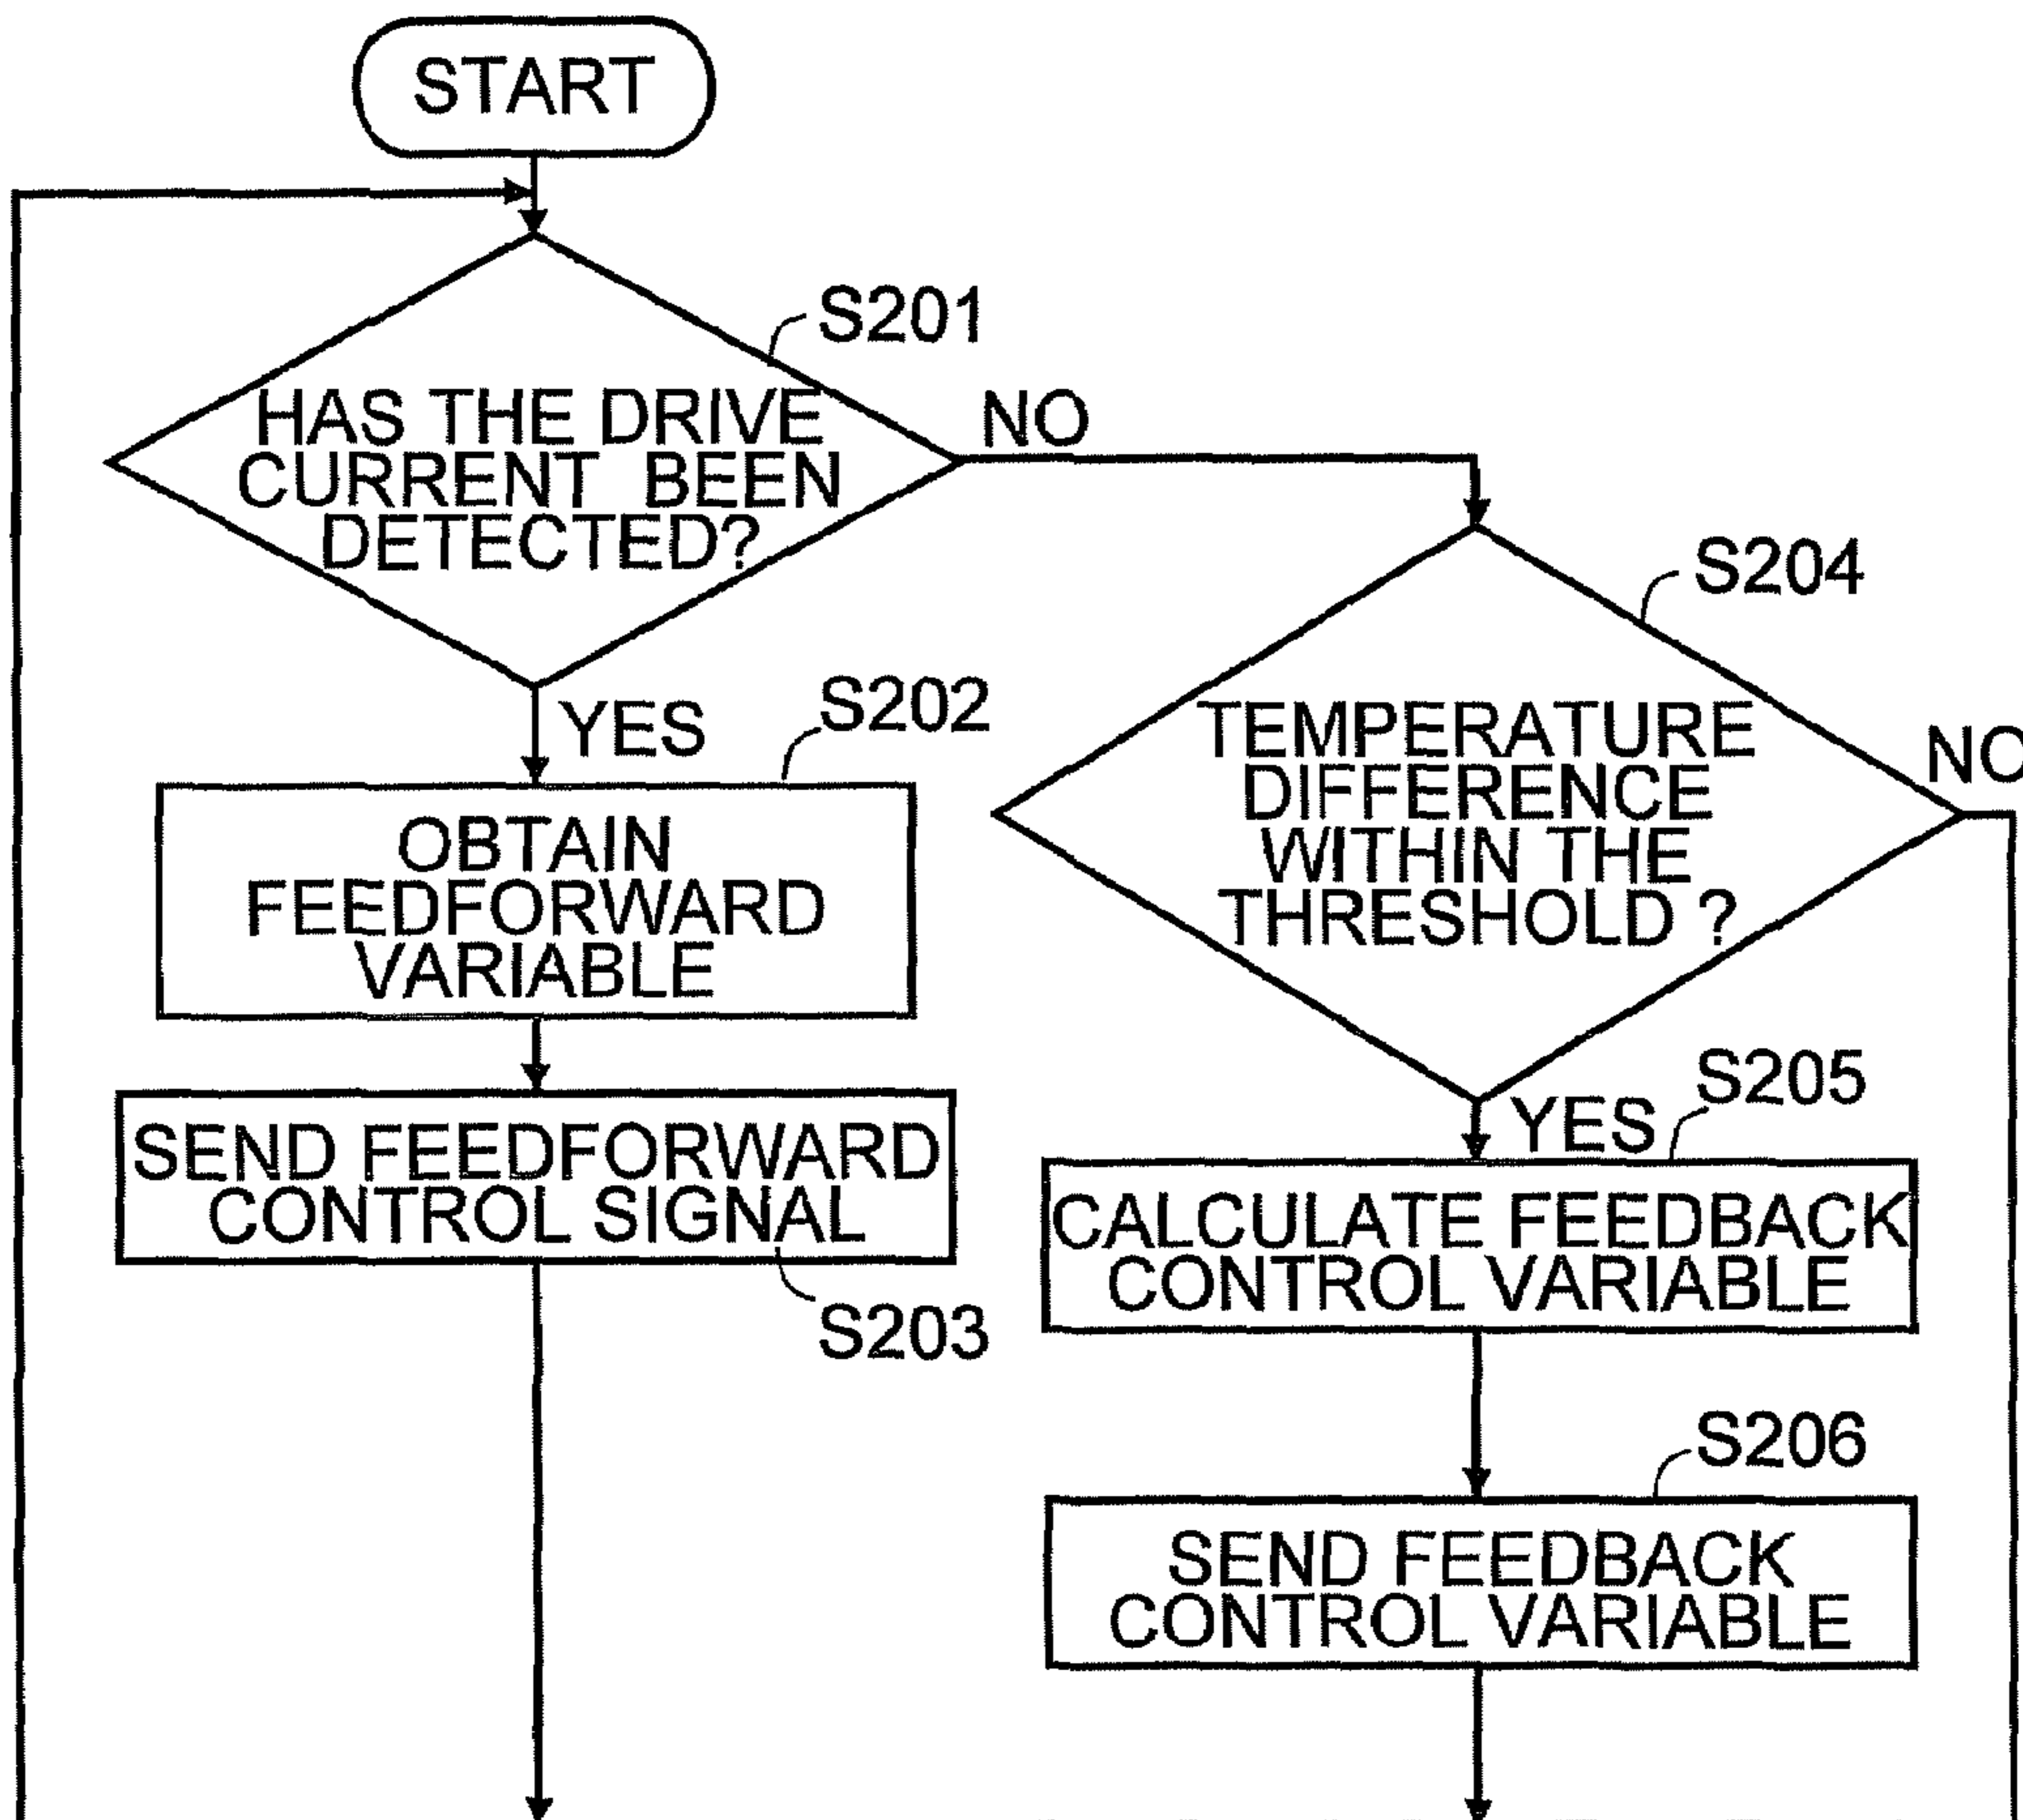 START
S201
HAS THE DRIVE
CURRENT BEEN
DETECTED?
NO
YES
S202
OBTAIN
FEEDFORWARD
VARIABLE
SEND FEEDFORWARD
CONTROL SIGNAL
S203
S204
TEMPERATURE
DIFFERENCE
WITHIN THE
THRESHOLD ?
NO
YES
S205
CALCULATE FEEDBACK
CONTROL VARIABLE
S206
SEND FEEDBACK
CONTROL VARIABLE